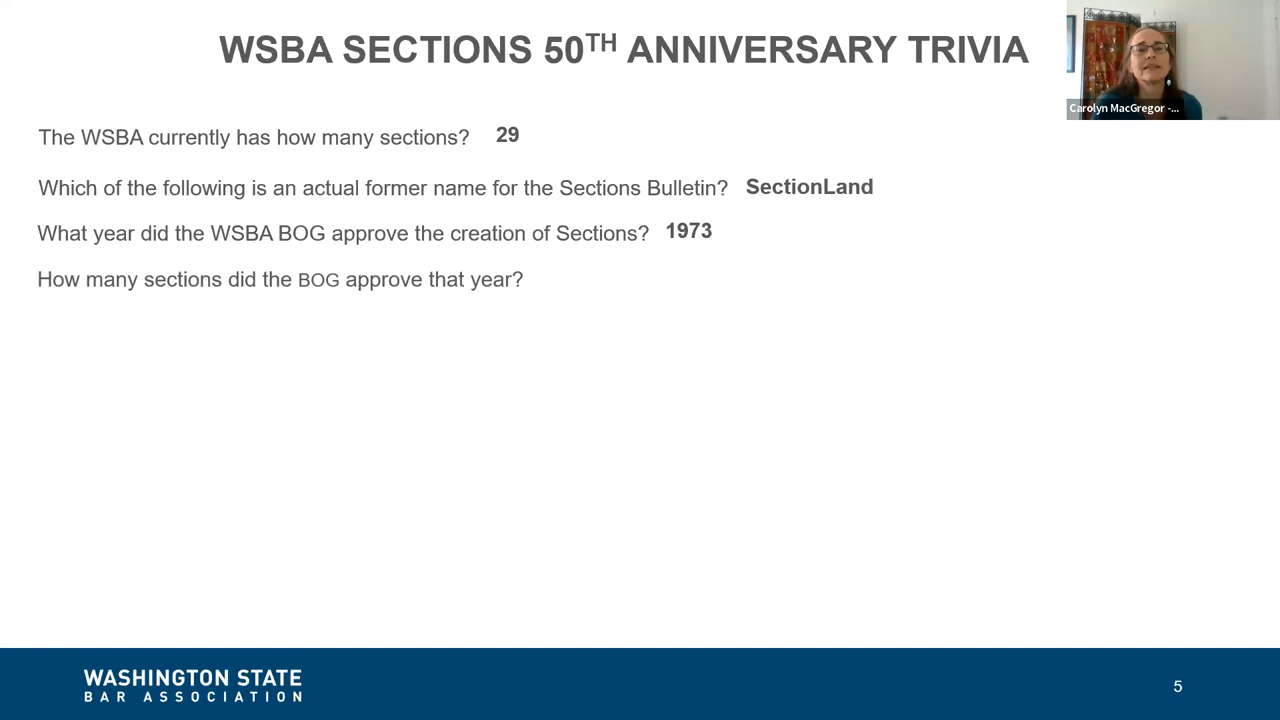 WSBA SECTIONS 50TH ANNIVERSARY TRIVIA
Carolyn MacGregor -...
The WSBA currently has how many sections? 29
Which of the following is an actual former name for the Sections Bulletin? SectionLand
What year did the WSBA BOG approve the creation of Sections? 1973
How many sections did the BOG approve that year?
WASHINGTON STATE
BAR ASSOCIATION
5